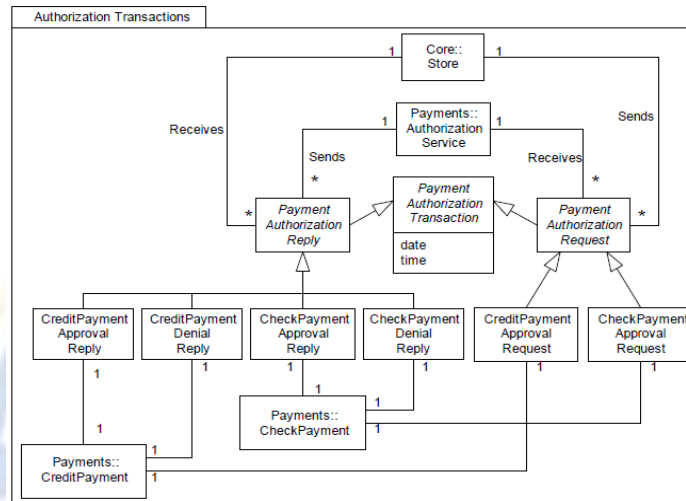 Authorization Transactions
Core::
Store
1
1
Receives
Sends
Payments::
Authorization
Service
1
1
Sends
Receives
*
*
*
*
Payment
Authorization
Reply
Payment
Authorization
Transaction
date
time
Payment
Authorization
Request
CreditPayment
Approval
Reply
CreditPayment
Denial
Reply
CheckPayment
Approval
Reply
CheckPayment
Denial
Reply
CreditPayment
Approval
Request
CheckPayment
Approval
Request
1
1
1
1
1
1
1
1
1
Payments::
CheckPayment
1
1
1
Payments::
CreditPayment